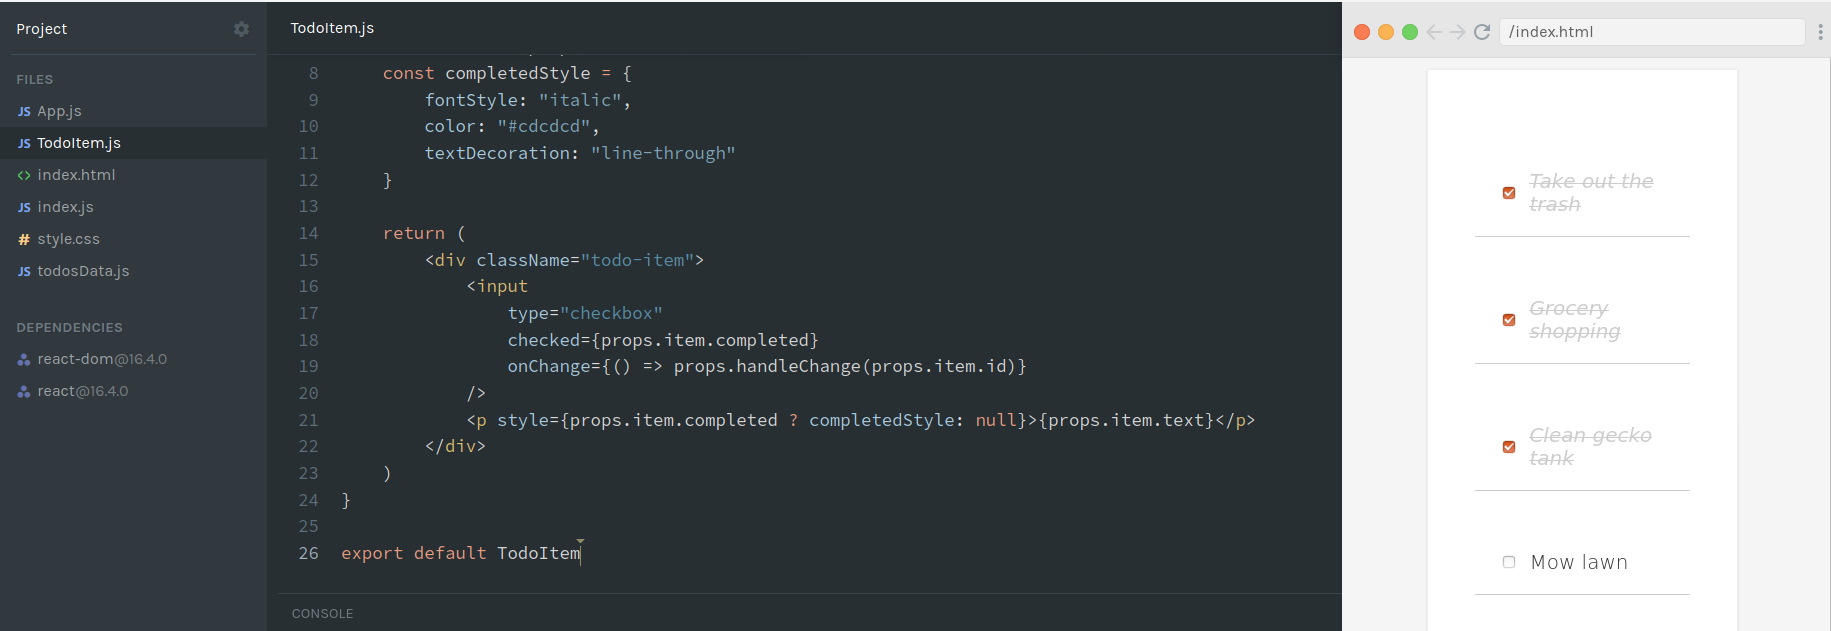 Project
FILES
JS App.js
JS TodoItem.js
<> index.html
JS index.js
# style.css
JS todosData.js
DEPENDENCIES
react-dom@16.4.0
react@16.4.0
TodoItem.js
8 const completedStyle = {
9 fontStyle: "italic",
10 color: "#cdcdcd",
11 textDecoration: "line-through"
12 }
13
14 return (
15 <div className="todo-item">
16 <input
17 type="checkbox"
18 checked={props.item.completed}
19 onChange={() => props.handleChange(props.item.id)}
20 />
21 <p style={props.item.completed ? completedStyle: null}>{props.item.text}</p>
22 </div>
23 )
24 }
25
26 export default TodoItem
CONSOLE
/index.html
Take out the
trash
Grocery
shopping
Clean gecko
tank
Mow lawn